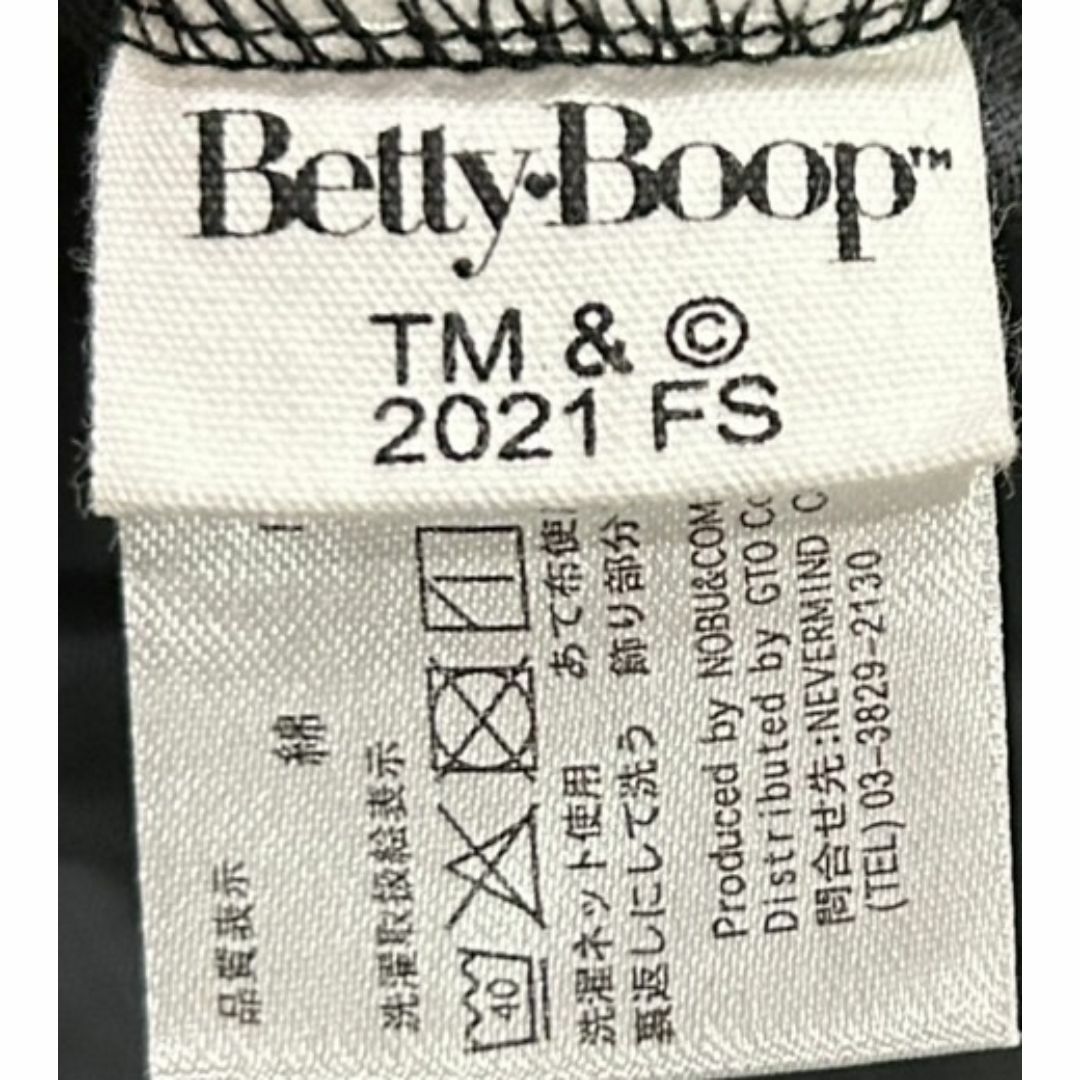 Betty Boop™
TM & ©
2021 FS
品質表示
綿
洗濯取扱絵表示
40
洗濯ネット使用 あて布使
裏返しにして洗う 飾り部分
Produced by NOBU&COM
Distributed by GTO
問合せ先:NEVERMIND
(TEL) 03-3829-2130